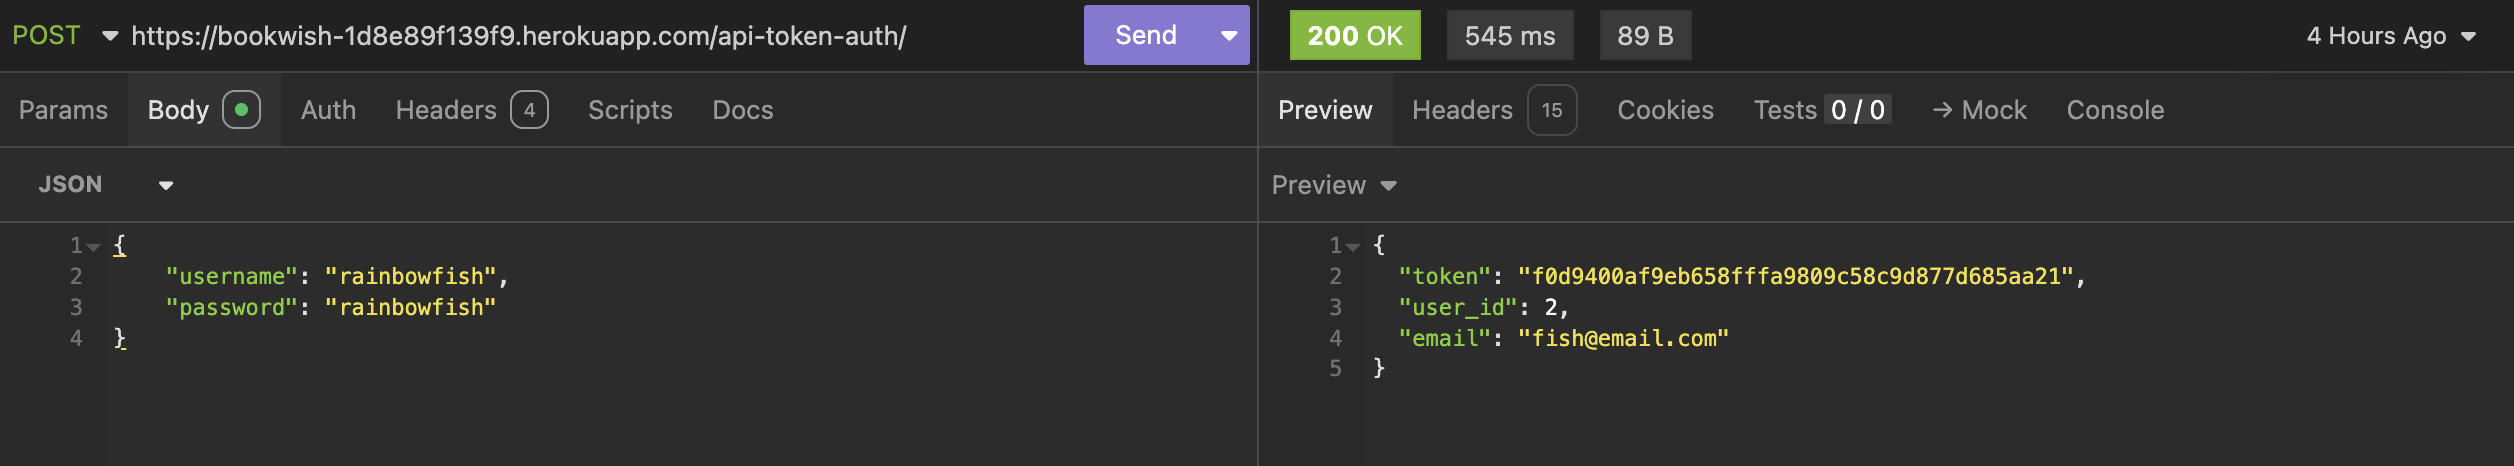 POST https://bookwish-1d8e89f139f9.herokuapp.com/api-token-auth/ Send
200 OK 545 ms 89 B 4 Hours Ago
Params Body Auth Headers 4 Scripts Docs
Preview Headers 15 Cookies Tests 0 / 0 → Mock Console
JSON
Preview
1 {
2 "username": "rainbowfish",
3 "password": "rainbowfish"
4 }
1 {
2 "token": "f0d9400af9eb658fffa9809c58c9d877d685aa21",
3 "user_id": 2,
4 "email": "fish@email.com"
5 }